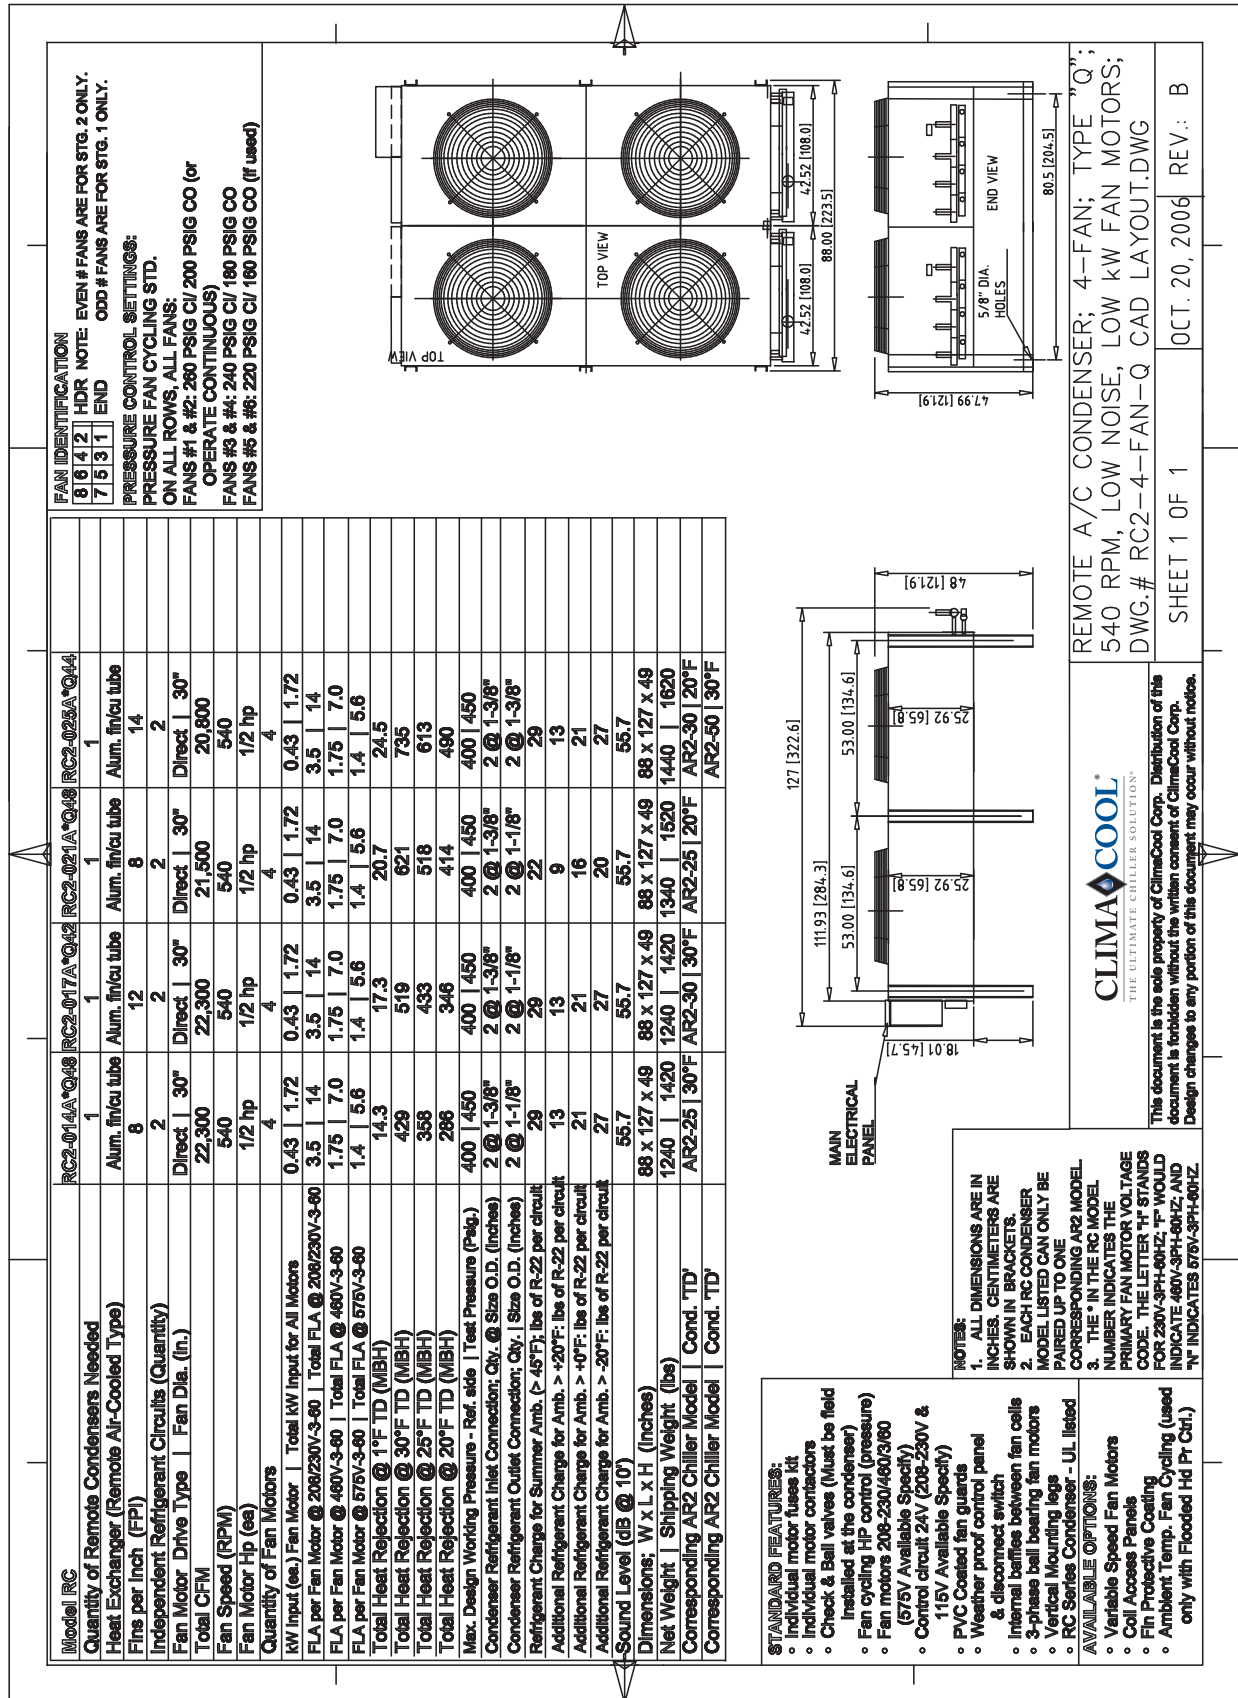 Model RC | RC2-014A*Q48 | RC2-017A*Q42 | RC2-021A*Q48 | RC2-025A*Q44
Quantity of Remote Condensers Needed | 1 | 1 | 1 | 1
Heat Exchanger (Remote Air-Cooled Type) | Alum. fin/cu tube | Alum. fin/cu tube | Alum. fin/cu tube | Alum. fin/cu tube
Fins per Inch (FPI) | 8 | 12 | 8 | 14
Independent Refrigerant Circuits (Quantity) | 2 | 2 | 2 | 2
Fan Motor Drive Type | Fan Dia. (in.) | Direct | 30" | Direct | 30" | Direct | 30" | Direct | 30"
Total CFM | 22,300 | 22,300 | 21,500 | 20,800
Fan Speed (RPM) | 540 | 540 | 540 | 540
Fan Motor Hp (ea) | 1/2 hp | 1/2 hp | 1/2 hp | 1/2 hp
Quantity of Fan Motors | 4 | 4 | 4 | 4
kW Input (ea.) Fan Motor | Total kW Input for All Motors | 0.43 | 1.72 | 0.43 | 1.72 | 0.43 | 1.72 | 0.43 | 1.72
FLA per Fan Motor @ 208/230V-3-60 | Total FLA @ 208/230V-3-60 | 3.5 | 14 | 3.5 | 14 | 3.5 | 14 | 3.5 | 14
FLA per Fan Motor @ 460V-3-60 | Total FLA @ 460V-3-60 | 1.75 | 7.0 | 1.75 | 7.0 | 1.75 | 7.0 | 1.75 | 7.0
FLA per Fan Motor @ 575V-3-60 | Total FLA @ 575V-3-60 | 1.4 | 5.6 | 1.4 | 5.6 | 1.4 | 5.6 | 1.4 | 5.6
Total Heat Rejection @ 1°F TD (MBH) | 14.3 | 17.3 | 20.7 | 24.5
Total Heat Rejection @ 30°F TD (MBH) | 429 | 519 | 621 | 735
Total Heat Rejection @ 25°F TD (MBH) | 358 | 433 | 518 | 613
Total Heat Rejection @ 20°F TD (MBH) | 286 | 346 | 414 | 490
Max. Design Working Pressure - Ref. side | Test Pressure (Psig.) | 400 | 450 | 400 | 450 | 400 | 450 | 400 | 450
Condenser Refrigerant Inlet Connection; Qty. @ Size O.D. (Inches) | 2 @ 1-3/8" | 2 @ 1-3/8" | 2 @ 1-3/8" | 2 @ 1-3/8"
Condenser Refrigerant Outlet Connection; Qty. | Size O.D. (Inches) | 2 @ 1-1/8" | 2 @ 1-1/8" | 2 @ 1-1/8" | 2 @ 1-3/8"
Refrigerant Charge for Summer Amb. (> 45°F); lbs of R-22 per circuit | 29 | 29 | 22 | 29
Additional Refrigerant Charge for Amb. > +20°F: lbs of R-22 per circuit | 13 | 13 | 9 | 13
Additional Refrigerant Charge for Amb. > +0°F: lbs of R-22 per circuit | 21 | 21 | 16 | 21
Additional Refrigerant Charge for Amb. > -20°F: lbs of R-22 per circuit | 27 | 27 | 20 | 27
Sound Level (dB @ 10') | 55.7 | 55.7 | 55.7 | 55.7
Dimensions; W x L x H (Inches) | 88 x 127 x 49 | 88 x 127 x 49 | 88 x 127 x 49 | 88 x 127 x 49
Net Weight | Shipping Weight (lbs) | 1240 | 1420 | 1240 | 1420 | 1340 | 1520 | 1440 | 1620
Corresponding AR2 Chiller Model | Cond. 'TD' | AR2-25 | 30°F | AR2-30 | 30°F | AR2-25 | 20°F | AR2-30 | 20°F
Corresponding AR2 Chiller Model | Cond. 'TD' | AR2-50 | 30°F
FAN IDENTIFICATION
8 6 4 2 HDR NOTE: EVEN # FANS ARE FOR STG. 2 ONLY.
7 5 3 1 END ODD # FANS ARE FOR STG. 1 ONLY.
PRESSURE CONTROL SETTINGS:
PRESSURE FAN CYCLING STD.
ON ALL ROWS, ALL FANS:
FANS #1 & #2: 260 PSIG CI/ 200 PSIG CO (or
OPERATE CONTINUOUS)
FANS #3 & #4: 240 PSIG CI/ 180 PSIG CO
FANS #5 & #6: 220 PSIG CI/ 160 PSIG CO (if used)
TOP VIEW
TOP VIEW
42.52 [108.0]
42.52 [108.0]
88.00 [223.5]
47.99 [121.9]
5/8" DIA.
HOLES
END VIEW
80.5 [204.5]
STANDARD FEATURES:
° Individual motor fuses kit
° Individual motor contactors
° Check & Ball valves (Must be field
installed at the condenser)
° Fan cycling HP control (pressure)
° Fan motors 208-230/460/3/60
(575V Available Specify)
° Control circuit 24V (208-230V &
115V Available Specify)
° PVC Coated fan guards
° Weather proof control panel
& disconnect switch
° Internal baffles between fan cells
° 3-phase ball bearing fan motors
° Vertical Mounting legs
° RC Series Condenser - UL listed
AVAILABLE OPTIONS:
° Variable Speed Fan Motors
° Coil Access Panels
° Fin Protective Coating
° Ambient Temp. Fan Cycling (used
only with Flooded Hd Pr Ctrl.)
NOTES:
1. ALL DIMENSIONS ARE IN
INCHES. CENTIMETERS ARE
SHOWN IN BRACKETS.
2. EACH RC CONDENSER
MODEL LISTED CAN ONLY BE
PAIRED UP TO ONE
CORRESPONDING AR2 MODEL.
3. THE * IN THE RC MODEL
NUMBER INDICATES THE
PRIMARY FAN MOTOR VOLTAGE
CODE. THE LETTER "H" STANDS
FOR 230V-3PH-60HZ; "F" WOULD
INDICATE 460V-3PH-60HZ; AND
"N" INDICATES 575V-3PH-60HZ.
MAIN
ELECTRICAL
PANEL
127 [322.6]
111.93 [284.3]
53.00 [134.6]
53.00 [134.6]
25.92 [65.8]
25.92 [65.8]
18.01 [45.7]
48 [121.9]
CLIMACOOL®
THE ULTIMATE CHILLER SOLUTION
This document is the sole property of ClimaCool Corp. Distribution of this
document is forbidden without the written consent of ClimaCool Corp.
Design changes to any portion of this document may occur without notice.
REMOTE A/C CONDENSER; 4-FAN; TYPE "Q";
540 RPM, LOW NOISE, LOW kW FAN MOTORS;
DWG.# RC2-4-FAN-Q CAD LAYOUT.DWG
SHEET 1 OF 1 | OCT. 20, 2006 | REV.: B